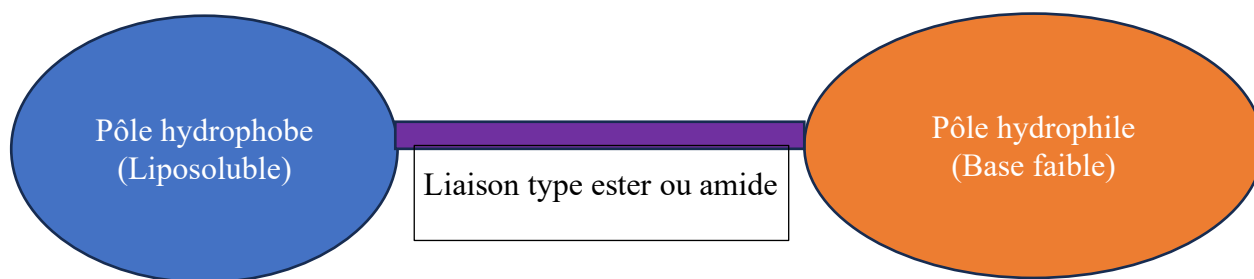 Pôle hydrophobe
(Liposoluble)
Liaison type ester ou amide
Pôle hydrophile
(Base faible)